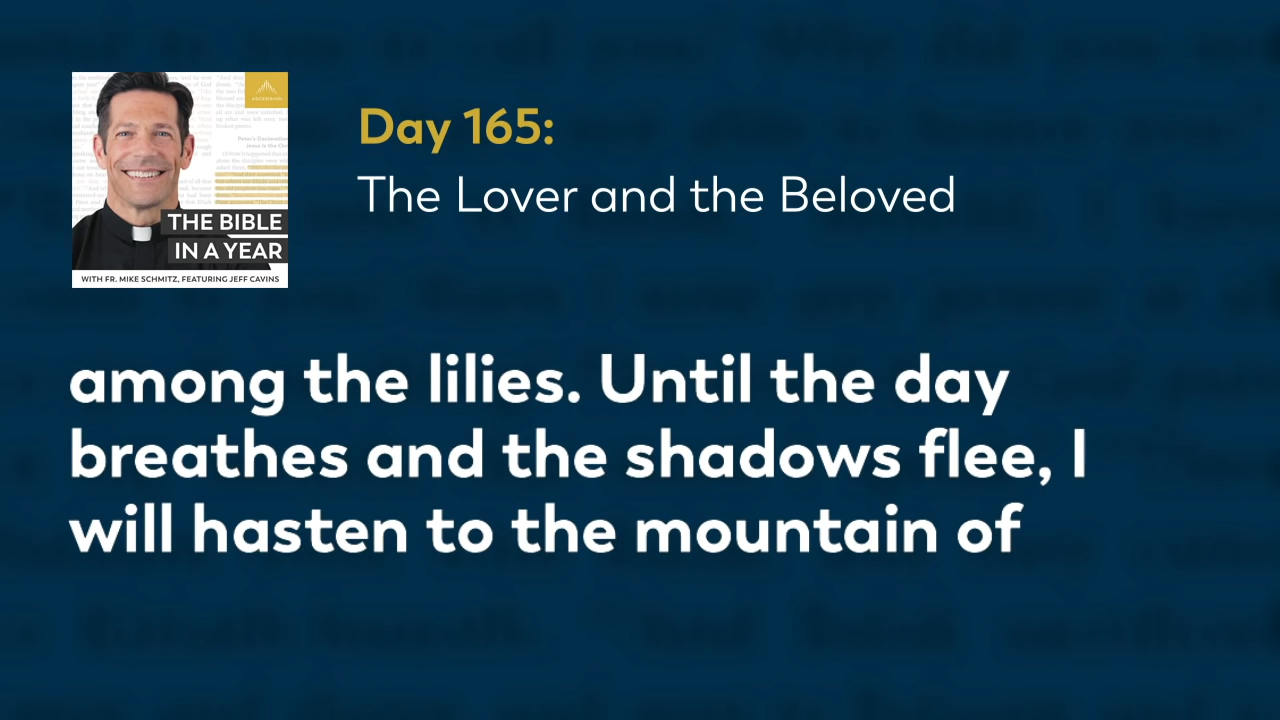 ASCENSION
THE BIBLE
IN A YEAR
WITH FR. MIKE SCHMITZ, FEATURING JEFF CAVINS
Day 165:
The Lover and the Beloved
among the lilies. Until the day
breathes and the shadows flee, I
will hasten to the mountain of